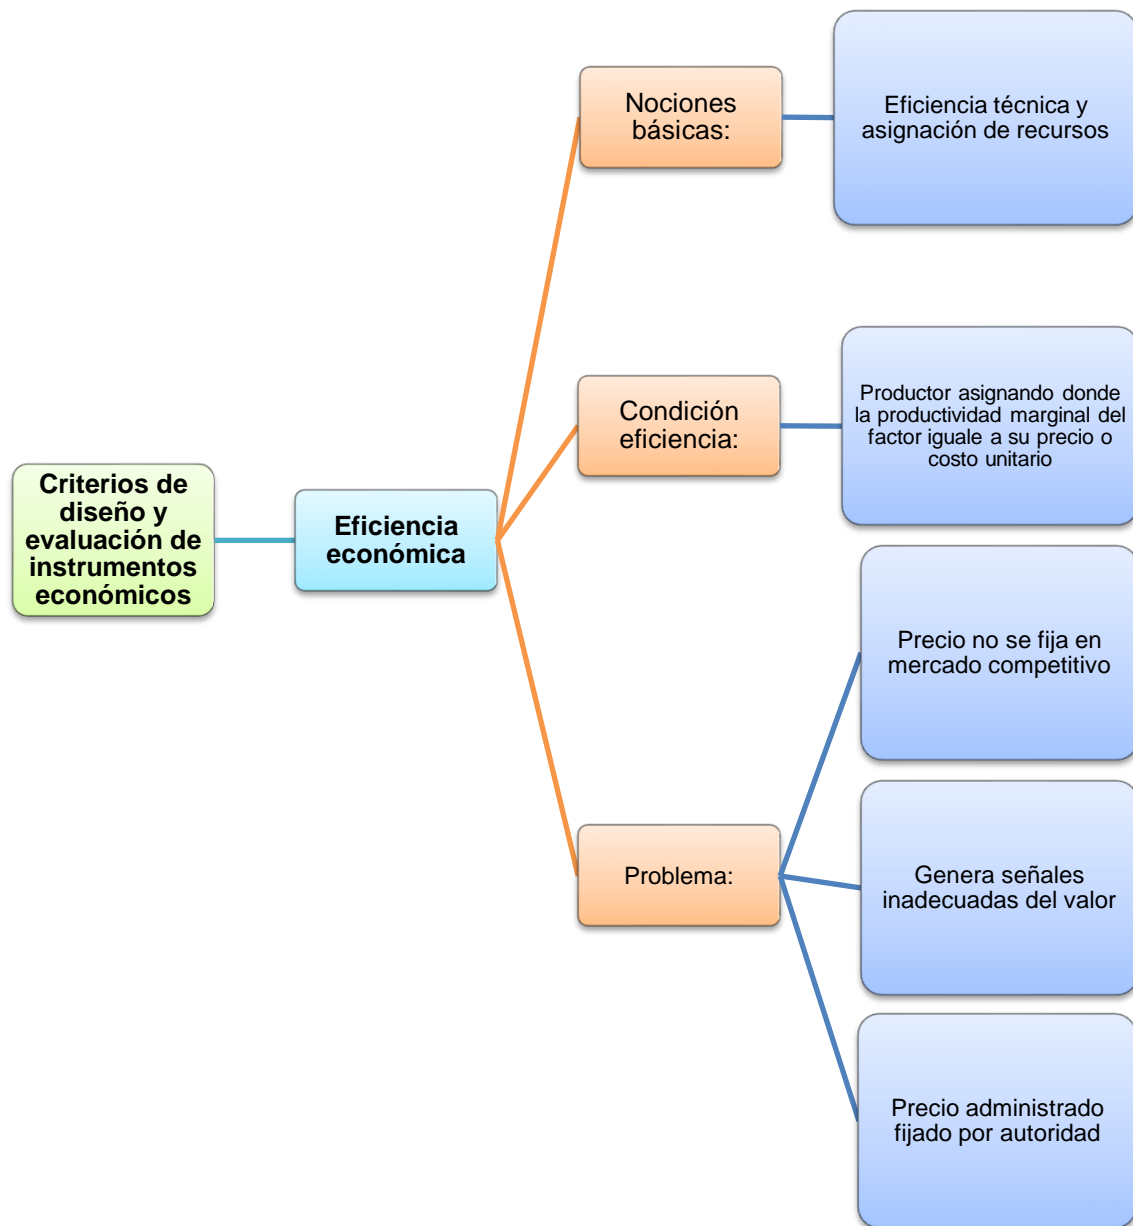 Criterios de
diseño y
evaluación de
instrumentos
económicos
Eficiencia
económica
Nociones
básicas:
Eficiencia técnica y
asignación de recursos
Condición
eficiencia:
Productor asignando donde
la productividad marginal del
factor iguale a su precio o
costo unitario
Problema:
Precio no se fija en
mercado competitivo
Genera señales
inadecuadas del valor
Precio administrado
fijado por autoridad